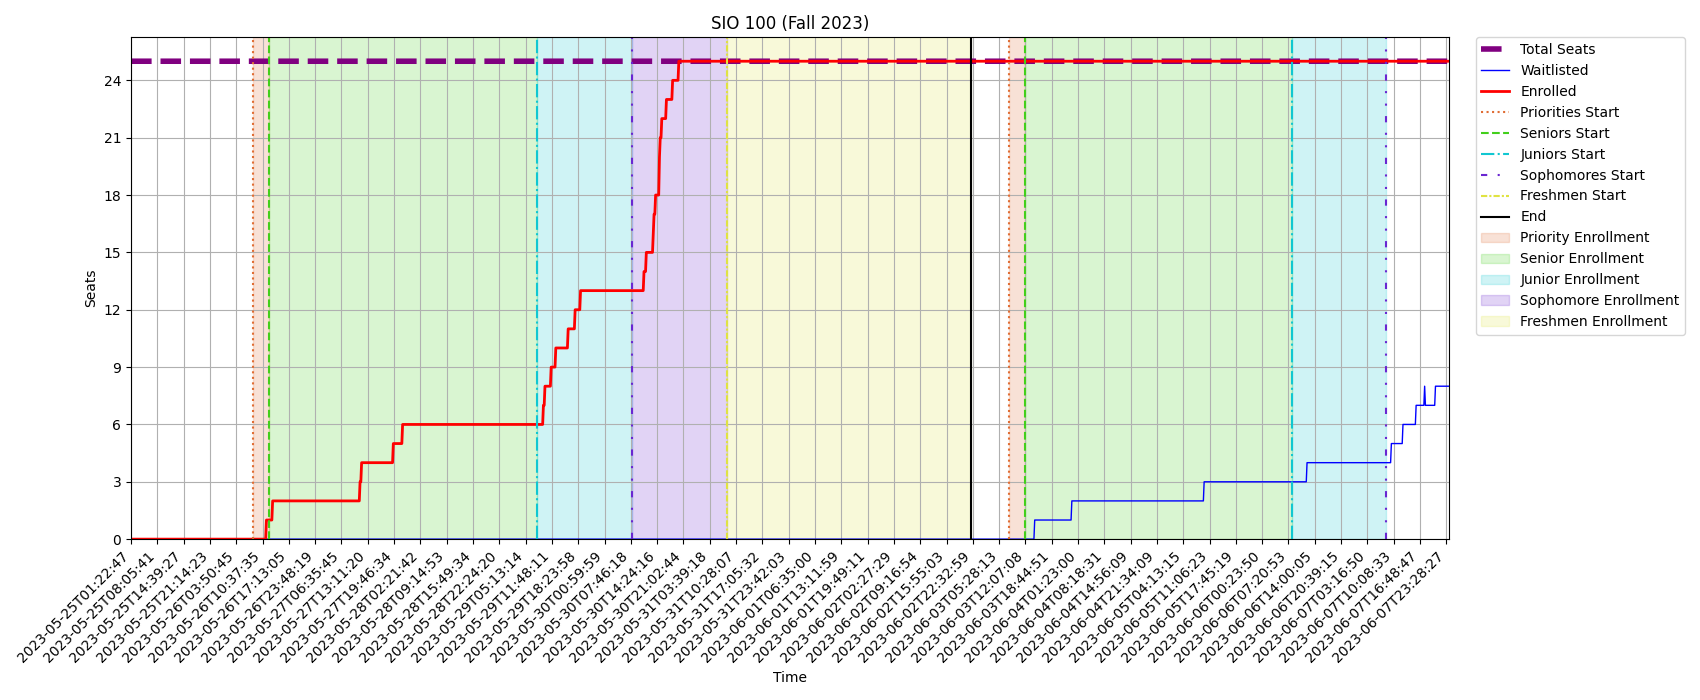 SIO 100 (Fall 2023)
Seats
24
21
18
15
12
9
6
3
0
2023-05-25T01:22:47
2023-05-25T08:05:41
2023-05-25T14:39:27
2023-05-25T21:14:23
2023-05-26T03:50:45
2023-05-26T10:37:35
2023-05-26T17:13:05
2023-05-26T23:48:19
2023-05-27T06:35:45
2023-05-27T13:11:20
2023-05-27T19:46:34
2023-05-28T02:21:42
2023-05-28T09:14:53
2023-05-28T15:49:34
2023-05-28T22:24:20
2023-05-29T05:13:14
2023-05-29T11:48:11
2023-05-29T18:23:58
2023-05-30T00:59:59
2023-05-30T07:46:18
2023-05-30T14:24:16
2023-05-30T21:02:44
2023-05-31T03:39:18
2023-05-31T10:28:07
2023-05-31T17:05:32
2023-05-31T23:42:03
2023-06-01T06:35:00
2023-06-01T13:11:59
2023-06-01T19:49:11
2023-06-02T02:27:29
2023-06-02T09:16:54
2023-06-02T15:55:03
2023-06-02T22:32:59
2023-06-03T05:28:13
2023-06-03T12:07:08
2023-06-03T18:44:51
2023-06-04T01:23:00
2023-06-04T08:18:31
2023-06-04T14:56:09
2023-06-04T21:34:09
2023-06-05T04:13:15
2023-06-05T11:06:23
2023-06-05T17:45:19
2023-06-06T00:23:50
2023-06-06T07:20:53
2023-06-06T14:00:05
2023-06-06T20:39:15
2023-06-07T03:16:50
2023-06-07T10:08:33
2023-06-07T16:48:47
2023-06-07T23:28:27
Time
Total Seats
Waitlisted
Enrolled
Priorities Start
Seniors Start
Juniors Start
Sophomores Start
Freshmen Start
End
Priority Enrollment
Senior Enrollment
Junior Enrollment
Sophomore Enrollment
Freshmen Enrollment